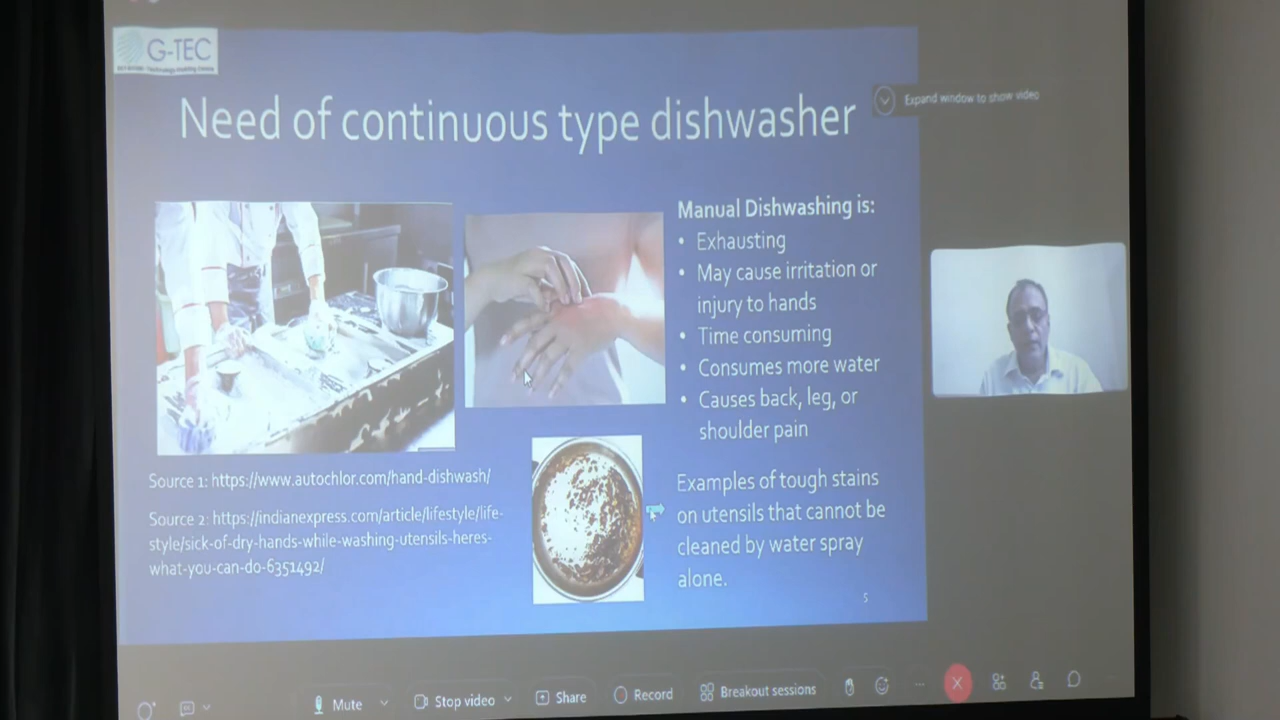 G-TEC
Need of continuous type dishwasher
Expand window to show video
Manual Dishwashing is:
• Exhausting
• May cause irritation or
injury to hands
• Time consuming
• Consumes more water
• Causes back, leg, or
shoulder pain
Source 1: https://www.autochlor.com/hand-dishwash/
Source 2: https://indianexpress.com/article/lifestyle/life-
style/sick-of-dry-hands-while-washing-utensils-heres-
what-you-can-do-6351492/
Examples of tough stains
on utensils that cannot be
cleaned by water spray
alone.
5
Mute
Stop video
Share
Record
Breakout sessions